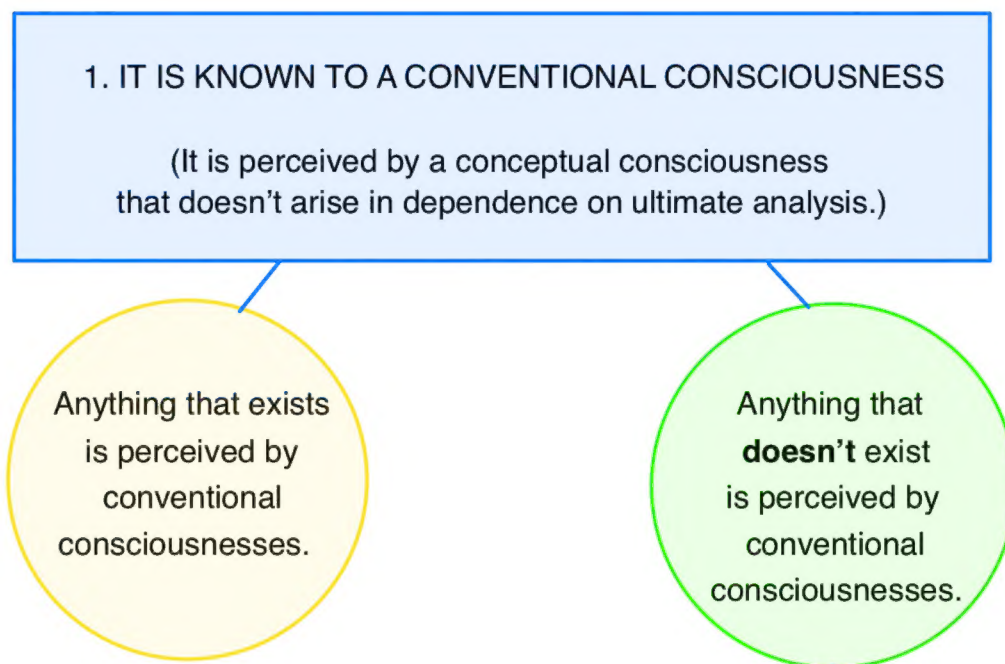 1. IT IS KNOWN TO A CONVENTIONAL CONSCIOUSNESS
(It is perceived by a conceptual consciousness
that doesn't arise in dependence on ultimate analysis.)
Anything that exists
is perceived by
conventional
consciousnesses.
Anything that
doesn't exist
is perceived by
conventional
consciousnesses.